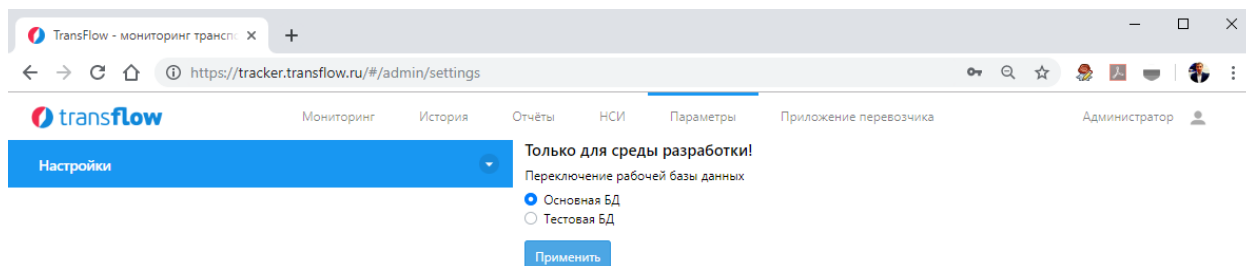 TransFlow - мониторинг транспо
https://tracker.transflow.ru/#/admin/settings
transflow Мониторинг История Отчёты НСИ Параметры Приложение перевозчика Администратор
Настройки
Только для среды разработки!
Переключение рабочей базы данных
Основная БД
Тестовая БД
Применить